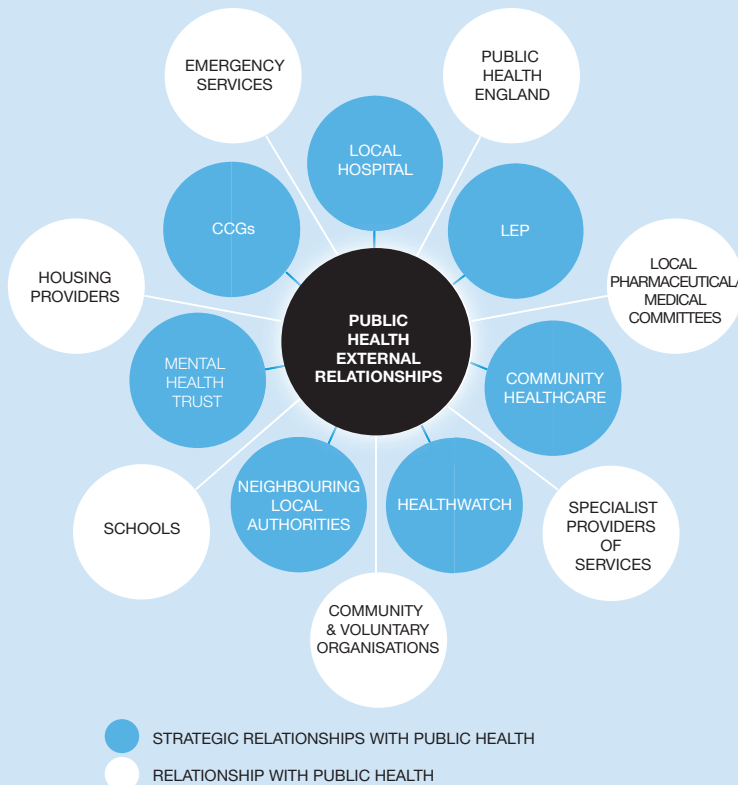 EMERGENCY
SERVICES
PUBLIC
HEALTH
ENGLAND
LOCAL
HOSPITAL
CCGs
LEP
HOUSING
PROVIDERS
LOCAL
PHARMACEUTICAL/
MEDICAL
COMMITTEES
PUBLIC
HEALTH
EXTERNAL
RELATIONSHIPS
MENTAL
HEALTH
TRUST
COMMUNITY
HEALTHCARE
NEIGHBOURING
LOCAL
AUTHORITIES
HEALTHWATCH
SCHOOLS
SPECIALIST
PROVIDERS
OF
SERVICES
COMMUNITY
& VOLUNTARY
ORGANISATIONS
STRATEGIC RELATIONSHIPS WITH PUBLIC HEALTH
RELATIONSHIP WITH PUBLIC HEALTH